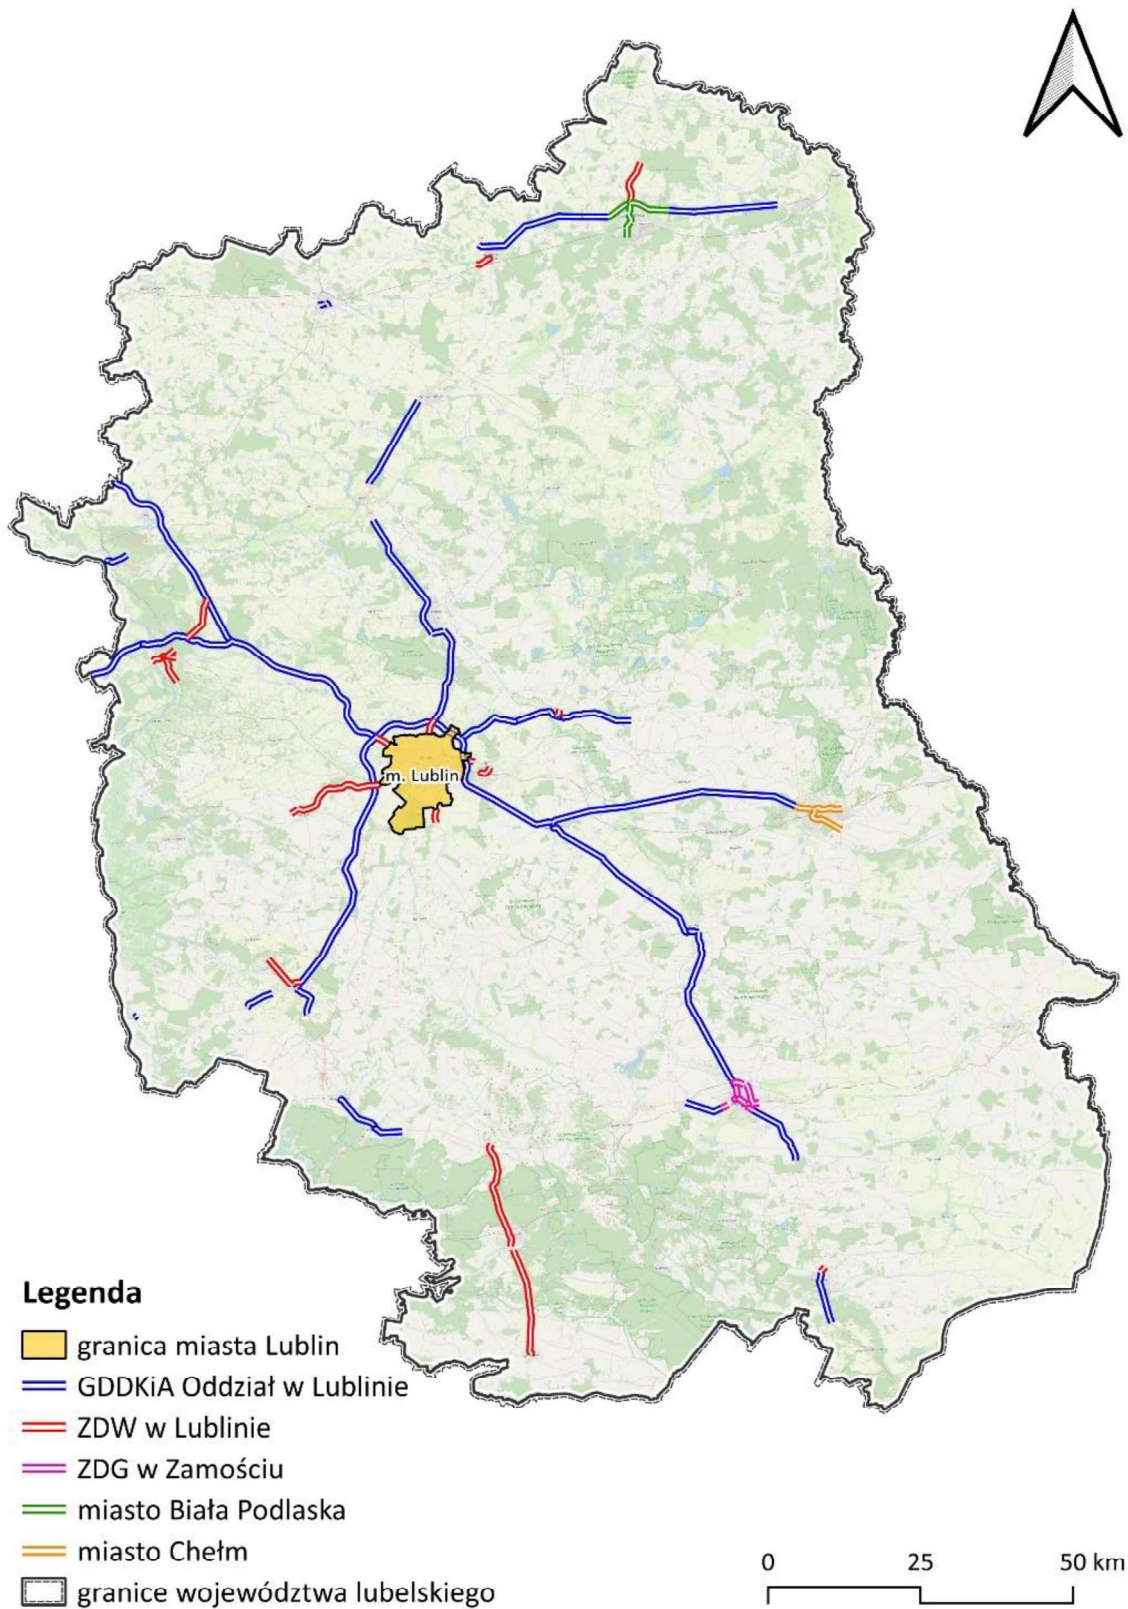 m. Lublin
Legenda
granica miasta Lublin
GDDKiA Oddział w Lublinie
ZDW w Lublinie
ZDG w Zamościu
miasto Biała Podlaska
miasto Chełm
granice województwa lubelskiego
0 25 50 km